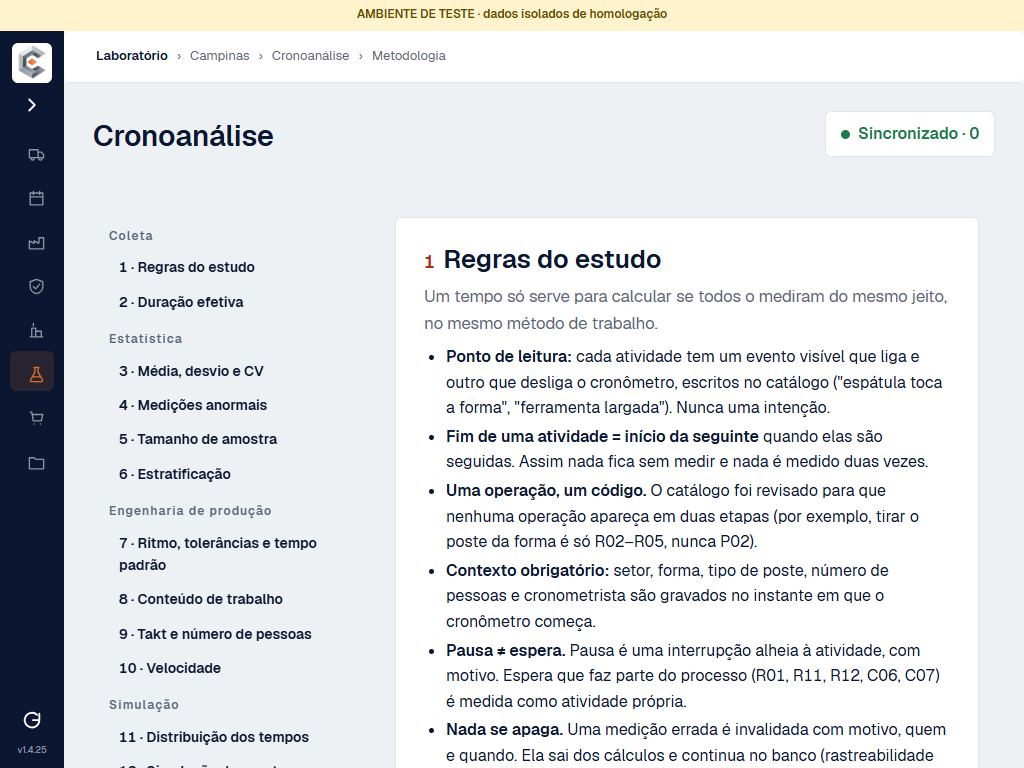 AMBIENTE DE TESTE · dados isolados de homologação
Laboratório › Campinas › Cronoanálise › Metodologia
Cronoanálise
Sincronizado · 0
Coleta
1 · Regras do estudo
2 · Duração efetiva
Estatística
3 · Média, desvio e CV
4 · Medições anormais
5 · Tamanho de amostra
6 · Estratificação
Engenharia de produção
7 · Ritmo, tolerâncias e tempo
padrão
8 · Conteúdo de trabalho
9 · Takt e número de pessoas
10 · Velocidade
Simulação
11 · Distribuição dos tempos
1 Regras do estudo
Um tempo só serve para calcular se todos o mediram do mesmo jeito,
no mesmo método de trabalho.
• Ponto de leitura: cada atividade tem um evento visível que liga e
outro que desliga o cronômetro, escritos no catálogo ("espátula toca
a forma", "ferramenta largada"). Nunca uma intenção.
• Fim de uma atividade = início da seguinte quando elas são
seguidas. Assim nada fica sem medir e nada é medido duas vezes.
• Uma operação, um código. O catálogo foi revisado para que
nenhuma operação apareça em duas etapas (por exemplo, tirar o
poste da forma é só R02–R05, nunca P02).
• Contexto obrigatório: setor, forma, tipo de poste, número de
pessoas e cronometrista são gravados no instante em que o
cronômetro começa.
• Pausa ≠ espera. Pausa é uma interrupção alheia à atividade, com
motivo. Espera que faz parte do processo (R01, R11, R12, C06, C07)
é medida como atividade própria.
• Nada se apaga. Uma medição errada é invalidada com motivo, quem
e quando. Ela sai dos cálculos e continua no banco (rastreabilidade
v1.4.25